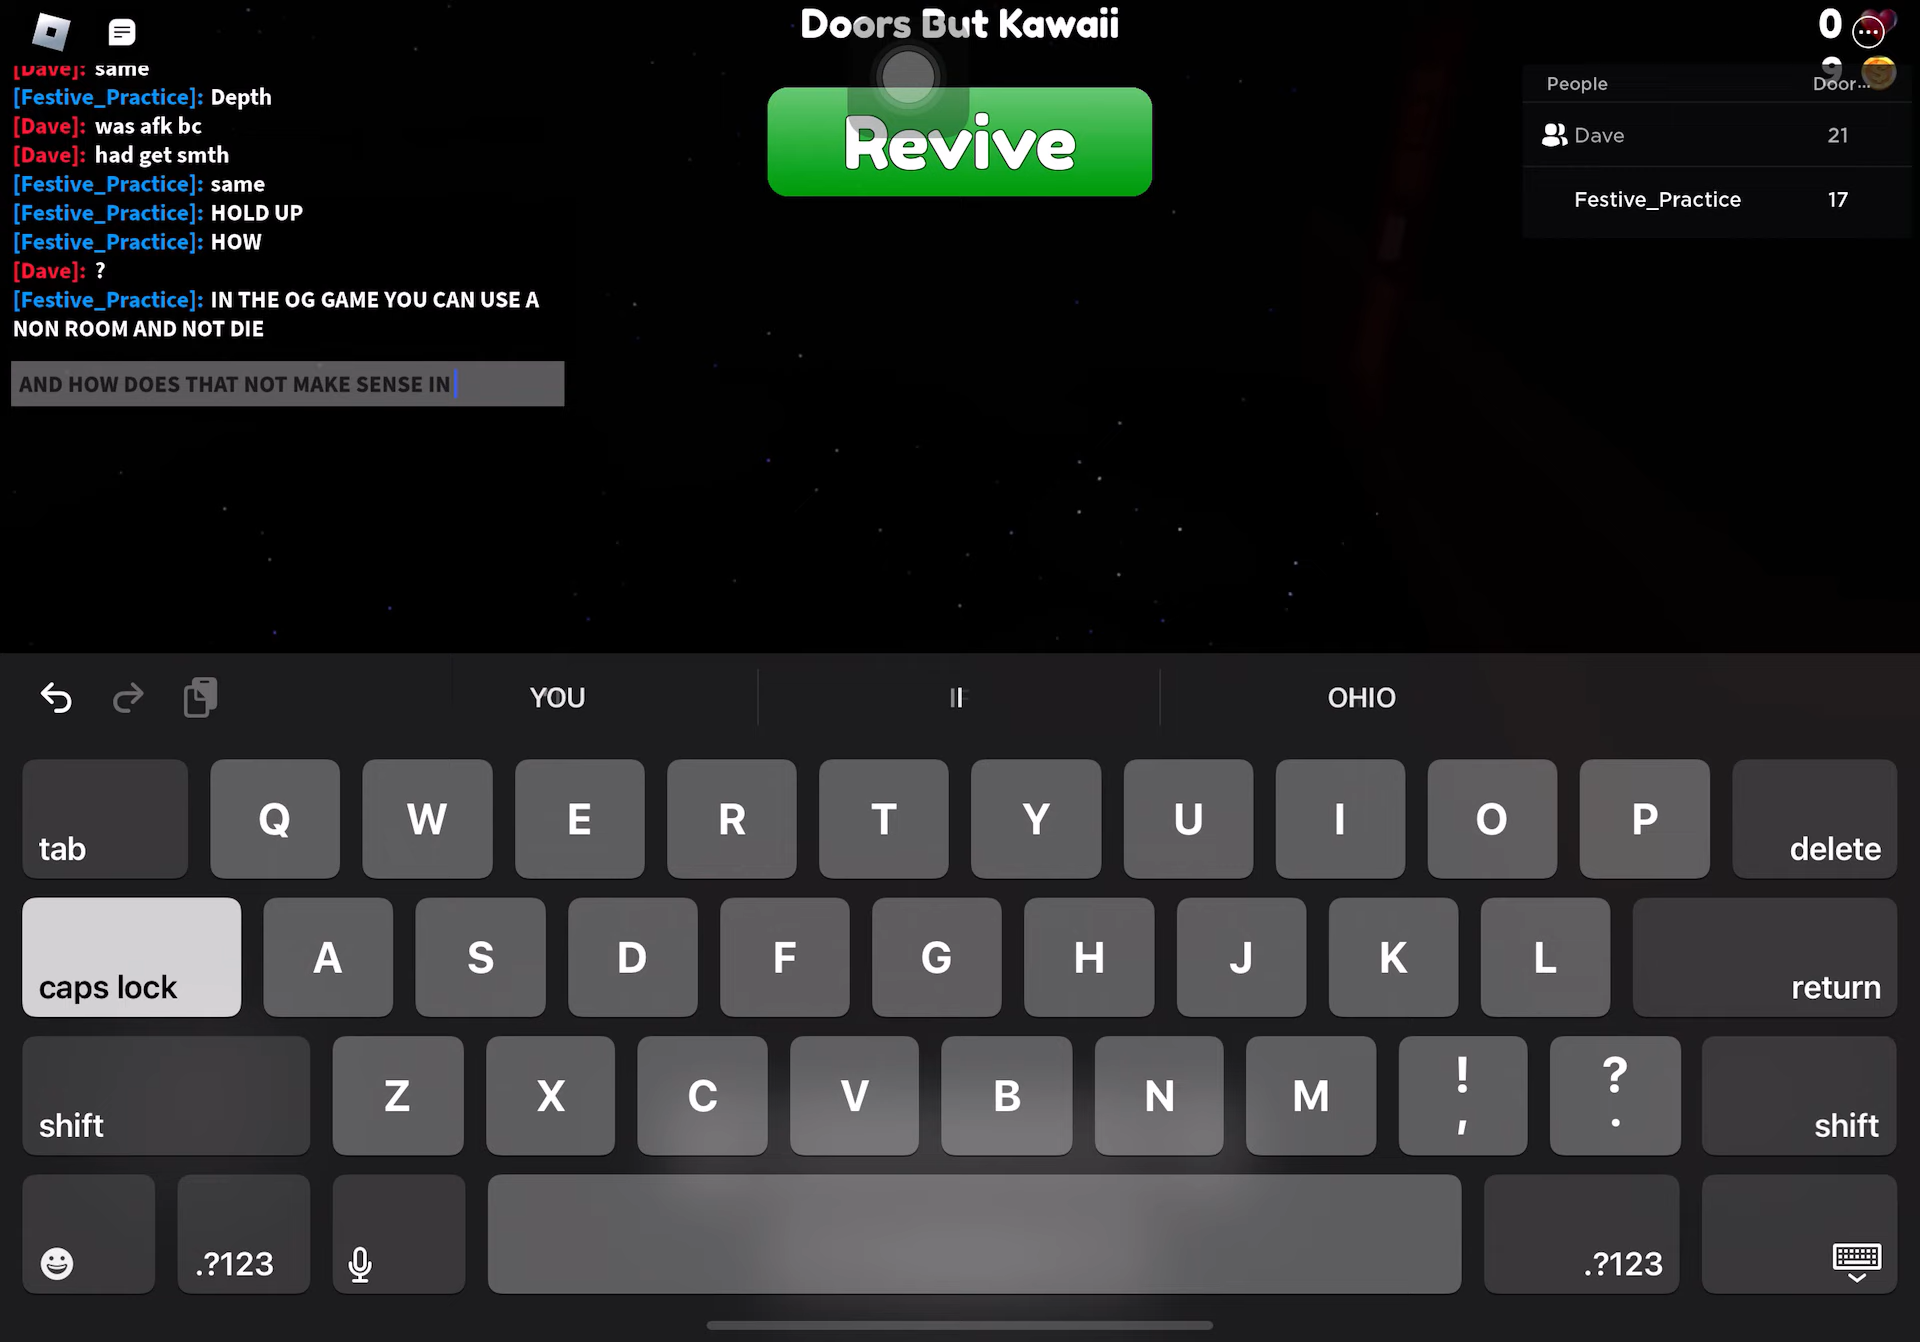 Doors But Kawaii
0
9
Revive
[Dave]: same
[Festive_Practice]: Depth
[Dave]: was afk bc
[Dave]: had get smth
[Festive_Practice]: same
[Festive_Practice]: HOLD UP
[Festive_Practice]: HOW
[Dave]: ?
[Festive_Practice]: IN THE OG GAME YOU CAN USE A
NON ROOM AND NOT DIE
AND HOW DOES THAT NOT MAKE SENSE IN
People Door...
Dave 21
Festive_Practice 17
YOU OHIO
tab Q W E R T Y U I O P delete
caps lock A S D F G H J K L return
shift Z X C V B N M ! , ? . shift
.?123 .?123